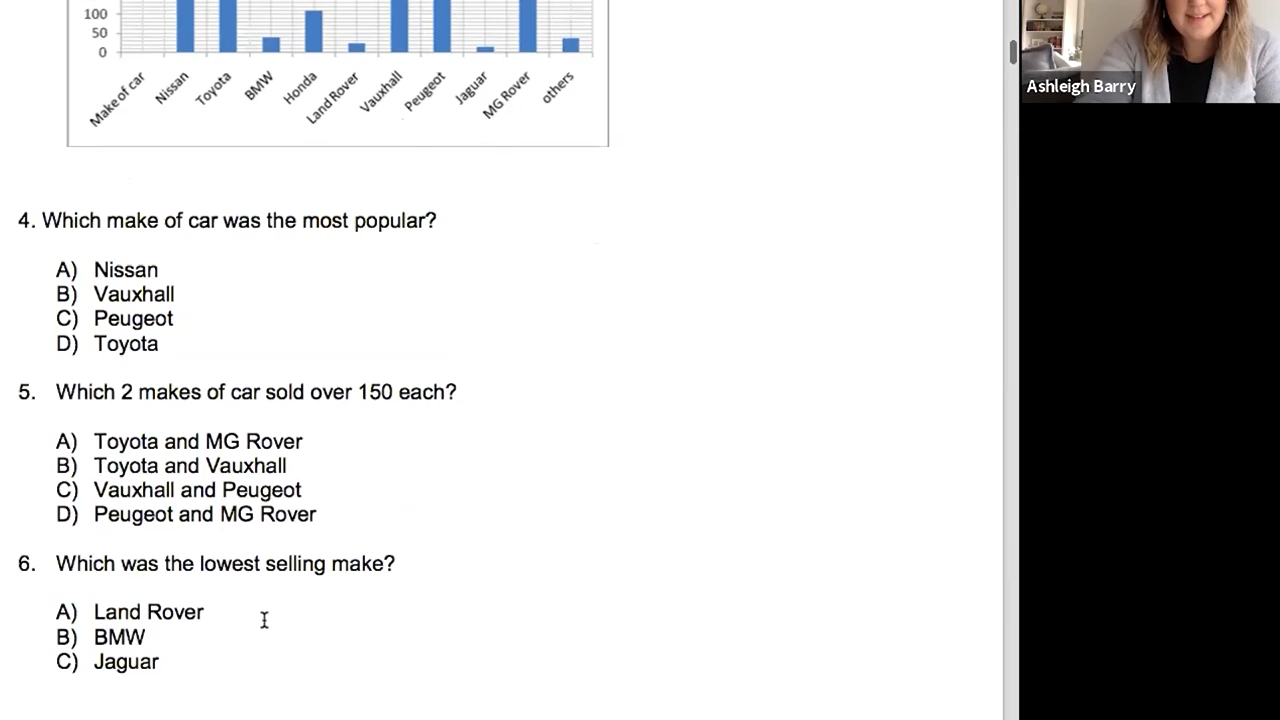 100
50
0
Make of car
Nissan
Toyota
BMW
Honda
Land Rover
Vauxhall
Peugeot
Jaguar
MG Rover
others
Ashleigh Barry
4. Which make of car was the most popular?
A) Nissan
B) Vauxhall
C) Peugeot
D) Toyota
5. Which 2 makes of car sold over 150 each?
A) Toyota and MG Rover
B) Toyota and Vauxhall
C) Vauxhall and Peugeot
D) Peugeot and MG Rover
6. Which was the lowest selling make?
A) Land Rover
B) BMW
C) Jaguar